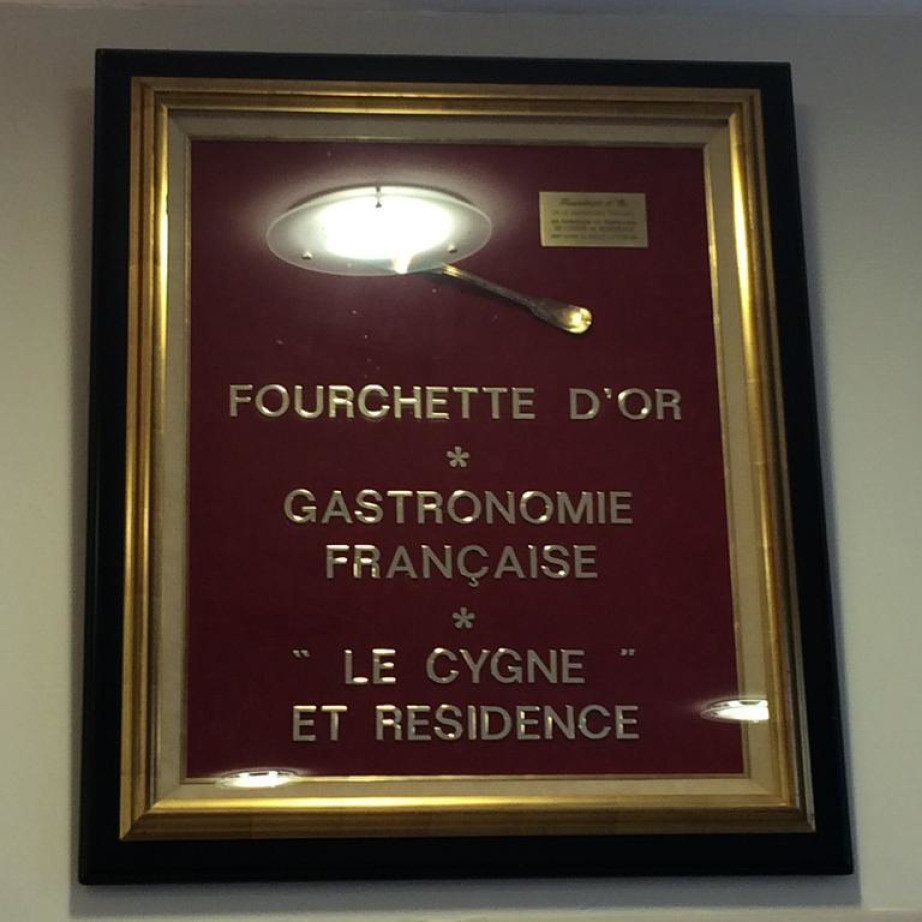 FOURCHETTE D'OR
*
GASTRONOMIE
FRANÇAISE
*
" LE CYGNE "
ET RESIDENCE